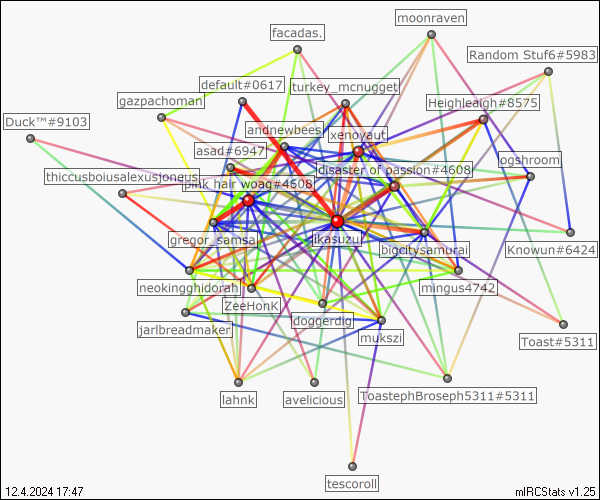 moonraven
facadas.
Random Stuf6#5983
default#0617
turkey_mcnugget
gazpachoman
Heighleaigh#8575
Duck™#9103
andnewbees
xenoyaut
asad#6947
ogshroom
disaster of passion#4608
thiccusboiusalexusjoneus
pink hair woag#4608
gregor_samsa
jikasuzu
bigcitysamurai
Knowun#6424
neokingghidorah
mingus4742
ZeeHonK
doggerdig
jarlbreadmaker
mukszi
Toast#5311
lahnk
avelicious
ToastephBroseph5311#5311
tescoroll
12.4.2024 17:47
mIRCStats v1.25